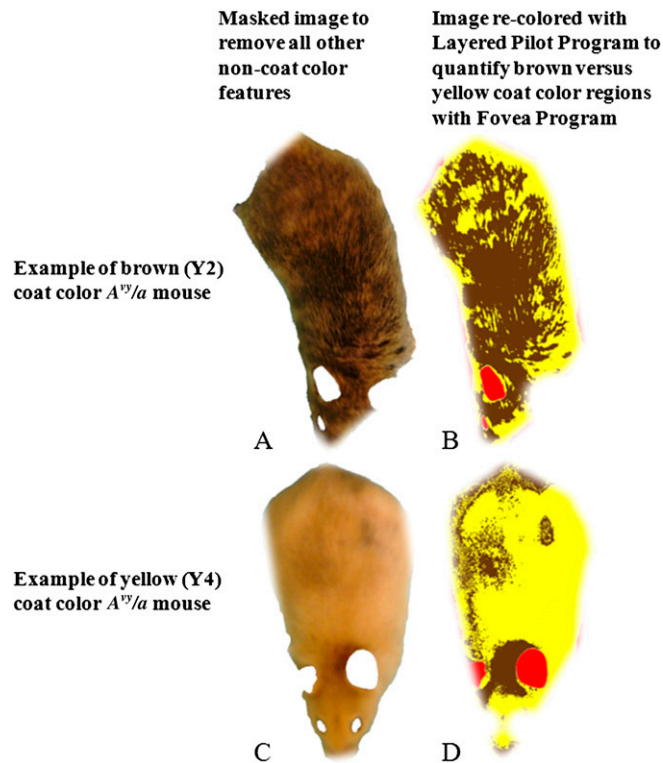 Masked image to
remove all other
non-coat color
features
Image re-colored with
Layered Pilot Program to
quantify brown versus
yellow coat color regions
with Fovea Program
Example of brown (Y2)
coat color Avy/a mouse
A
B
Example of yellow (Y4)
coat color Avy/a mouse
C
D